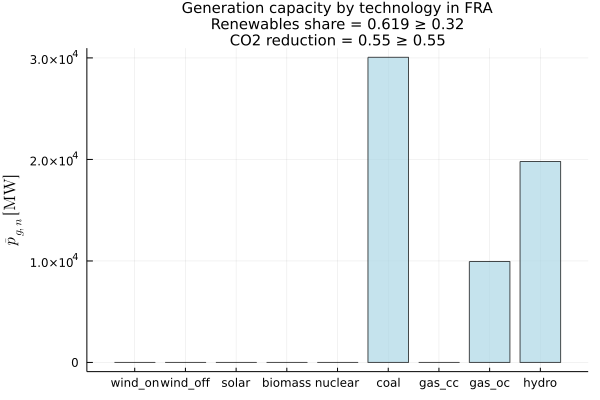 Generation capacity by technology in FRA
Renewables share = 0.619 ≥ 0.32
CO2 reduction = 0.55 ≥ 0.55
3.0×10⁴
2.0×10⁴
1.0×10⁴
0
p̄_{g,n} [MW]
wind_on wind_off solar biomass nuclear coal gas_cc gas_oc hydro